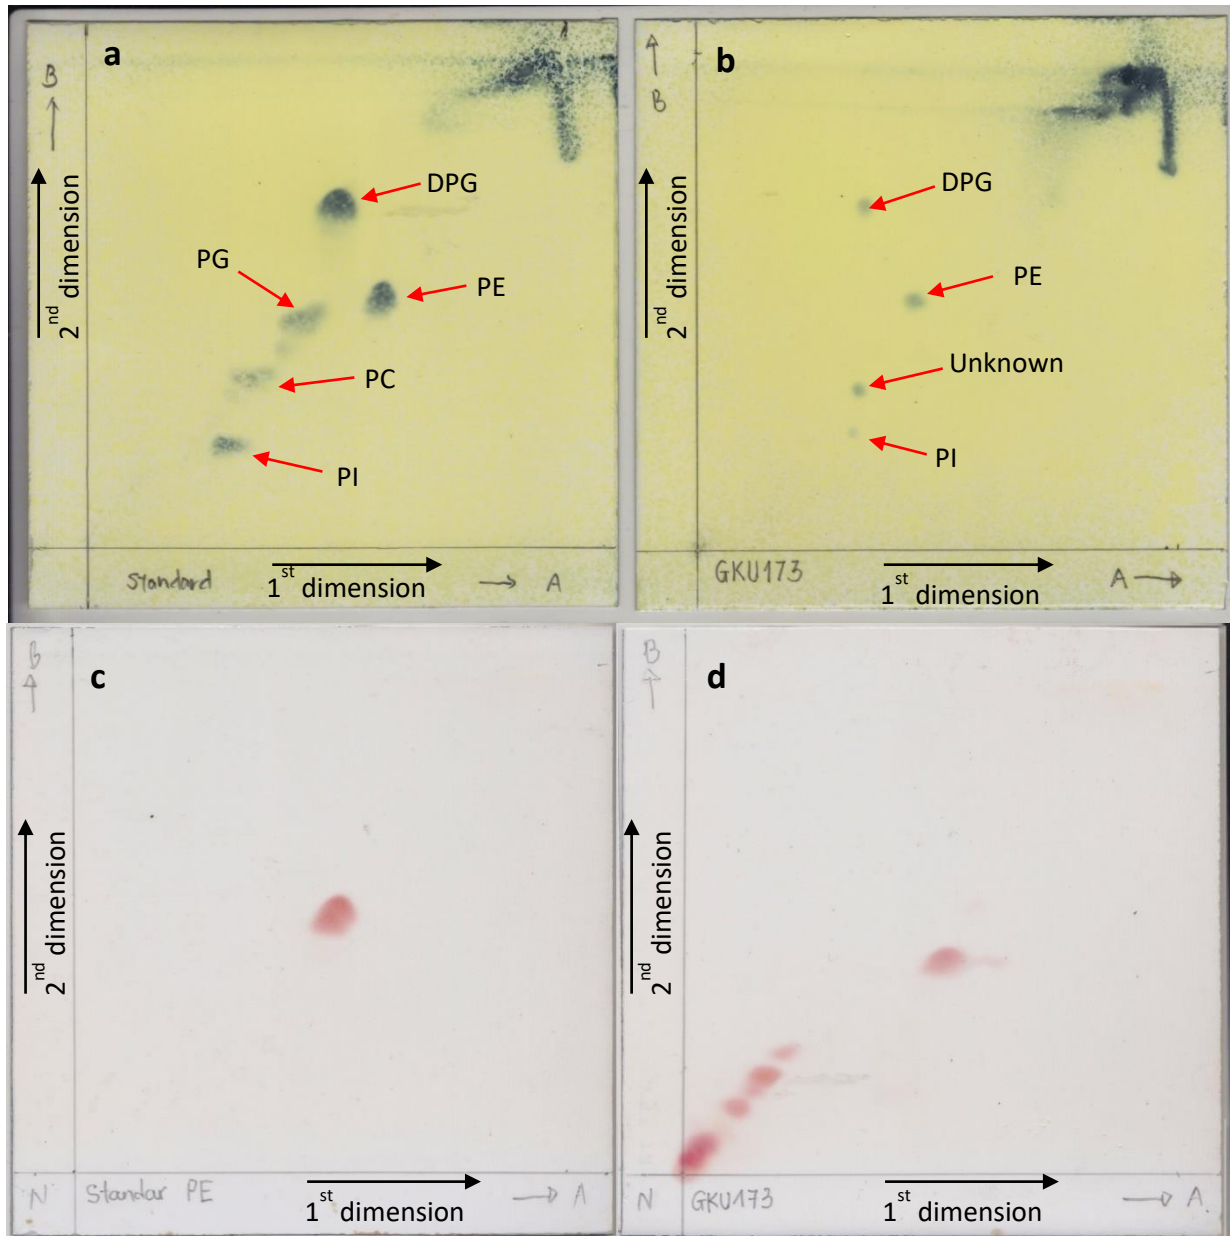 a
B
2nd dimension
DPG
PG
PE
PC
PI
Standard
1st dimension
A
b
B
2nd dimension
DPG
PE
Unknown
PI
GKU173
1st dimension
A
c
B
2nd dimension
N
Standar PE
1st dimension
A
d
B
2nd dimension
N
GKU173
1st dimension
A